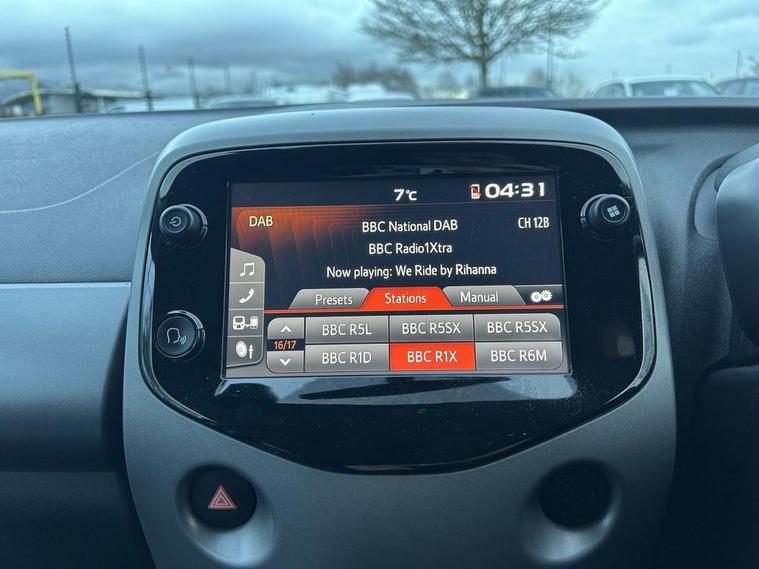 7°C 04:31
DAB BBC National DAB CH 12B
BBC Radio1Xtra
Now playing: We Ride by Rihanna
Presets Stations Manual
BBC R5L BBC R5SX BBC R5SX
16/17
BBC R1D BBC R1X BBC R6M